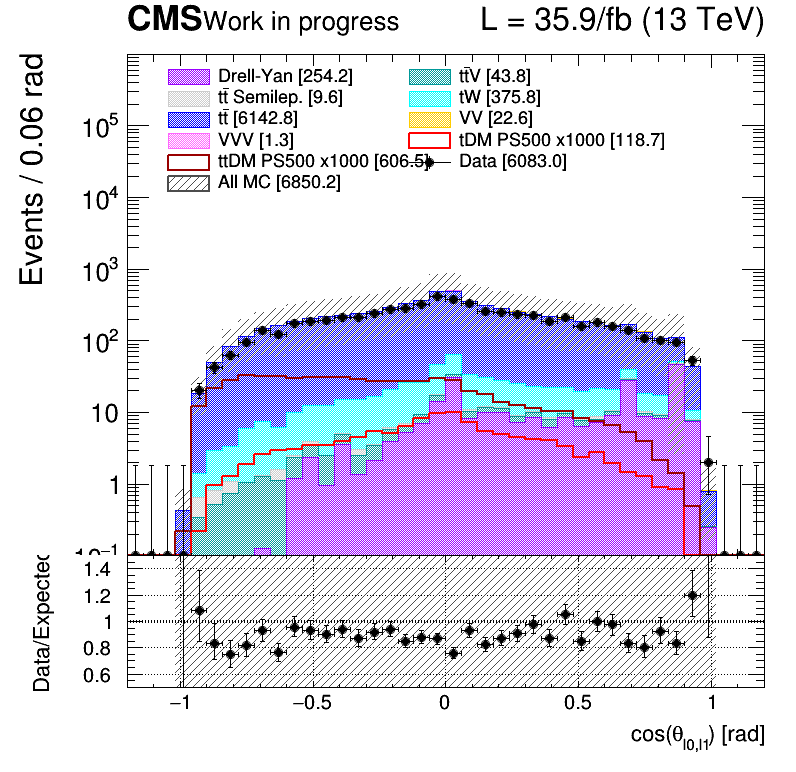 CMS Work in progress L = 35.9/fb (13 TeV)
Drell-Yan [254.2] tt̄V [43.8]
tt̄ Semilep. [9.6] tW [375.8]
tt̄ [6142.8] VV [22.6]
VVV [1.3] tDM PS500 x1000 [118.7]
ttDM PS500 x1000 [606.5] Data [6083.0]
All MC [6850.2]
Events / 0.06 rad
10⁵
10⁴
10³
10²
10
1
10⁻¹
Data/Expected
1.4
1.2
1
0.8
0.6
−1 −0.5 0 0.5 1
cos(θ_l0,l1) [rad]